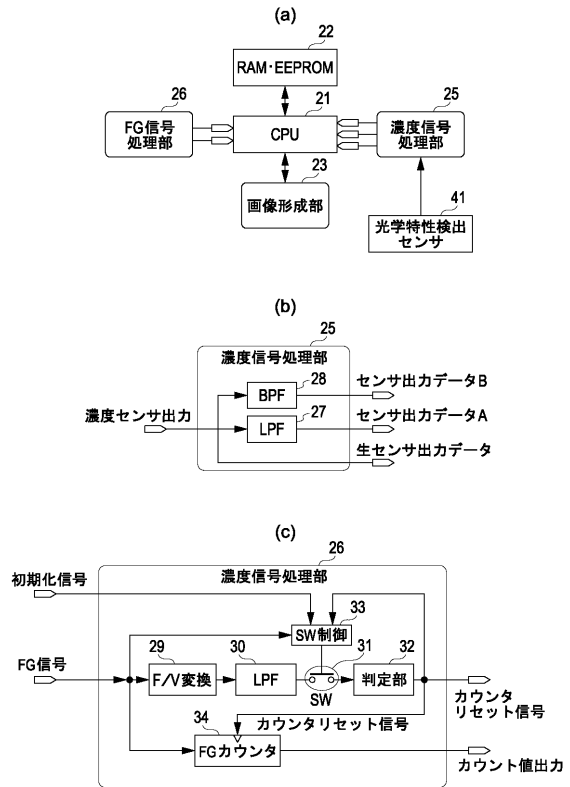 (a)
22
RAM・EEPROM
26
FG信号
処理部
21
CPU
25
濃度信号
処理部
23
画像形成部
41
光学特性検出
センサ
(b)
25
濃度信号処理部
28
BPF
センサ出力データB
濃度センサ出力
27
LPF
センサ出力データA
生センサ出力データ
(c)
26
濃度信号処理部
初期化信号
33
SW制御
FG信号
29
F/V変換
30
LPF
31
SW
32
判定部
カウンタ
リセット信号
カウンタリセット信号
34
FGカウンタ
カウント値出力